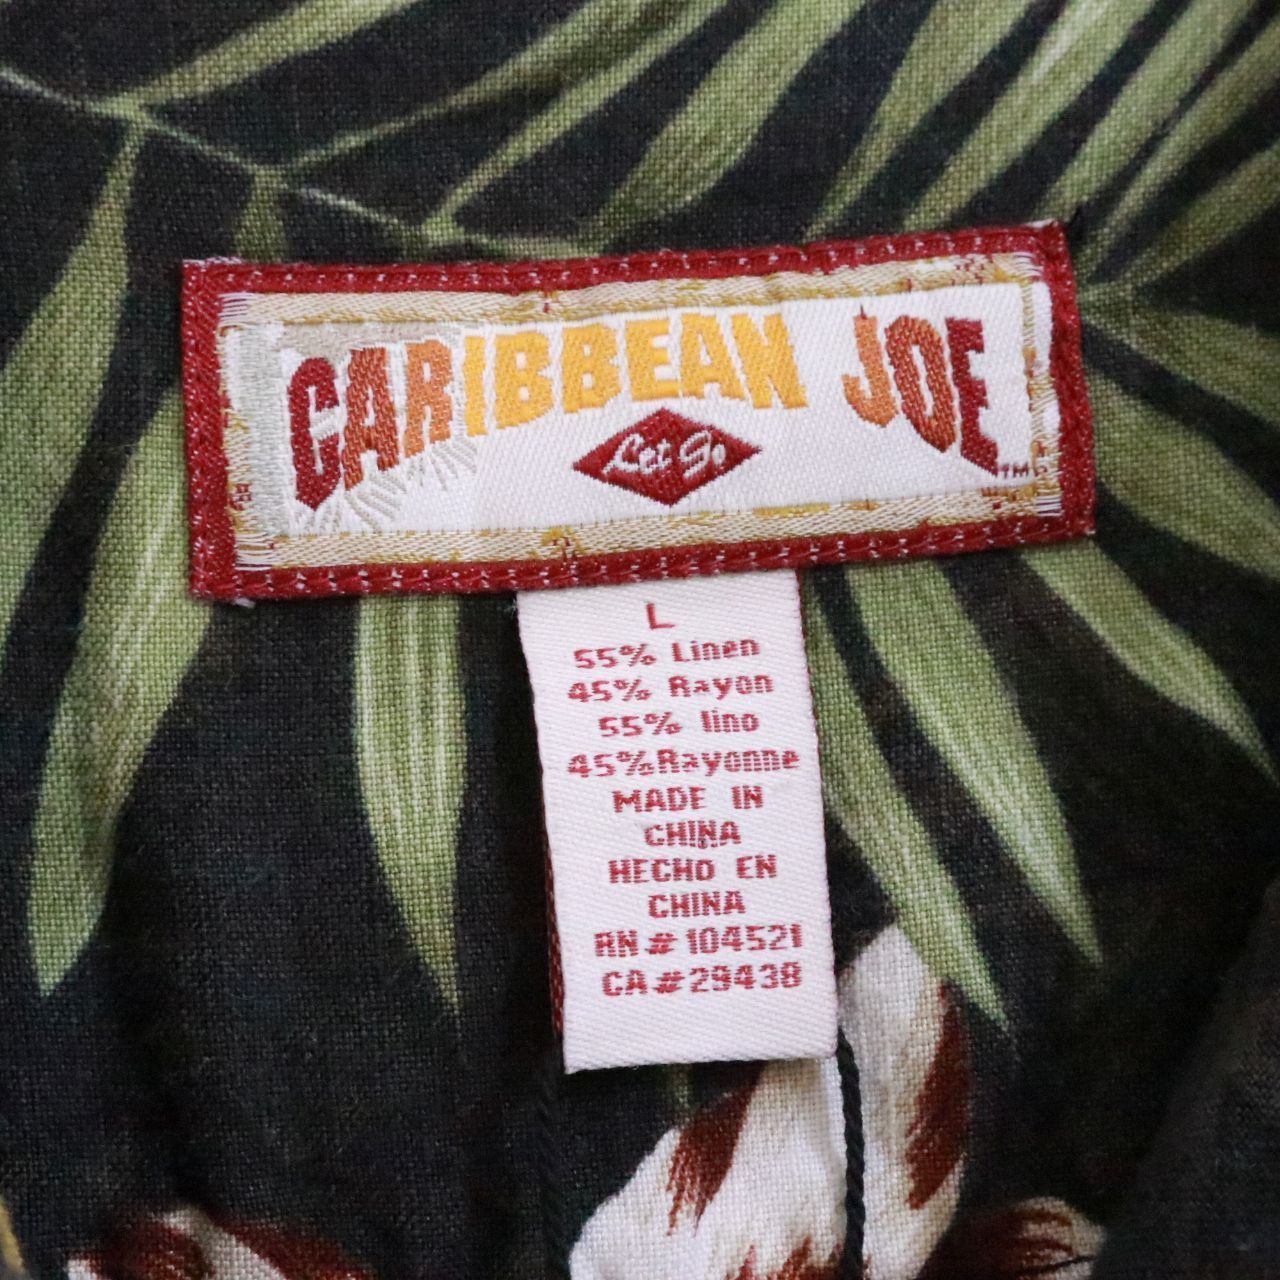 CARIBBEAN JOE
Let Go
TM
L
55% Linen
45% Rayon
55% lino
45%Rayonne
MADE IN
CHINA
HECHO EN
CHINA
RN # 104521
CA # 29438